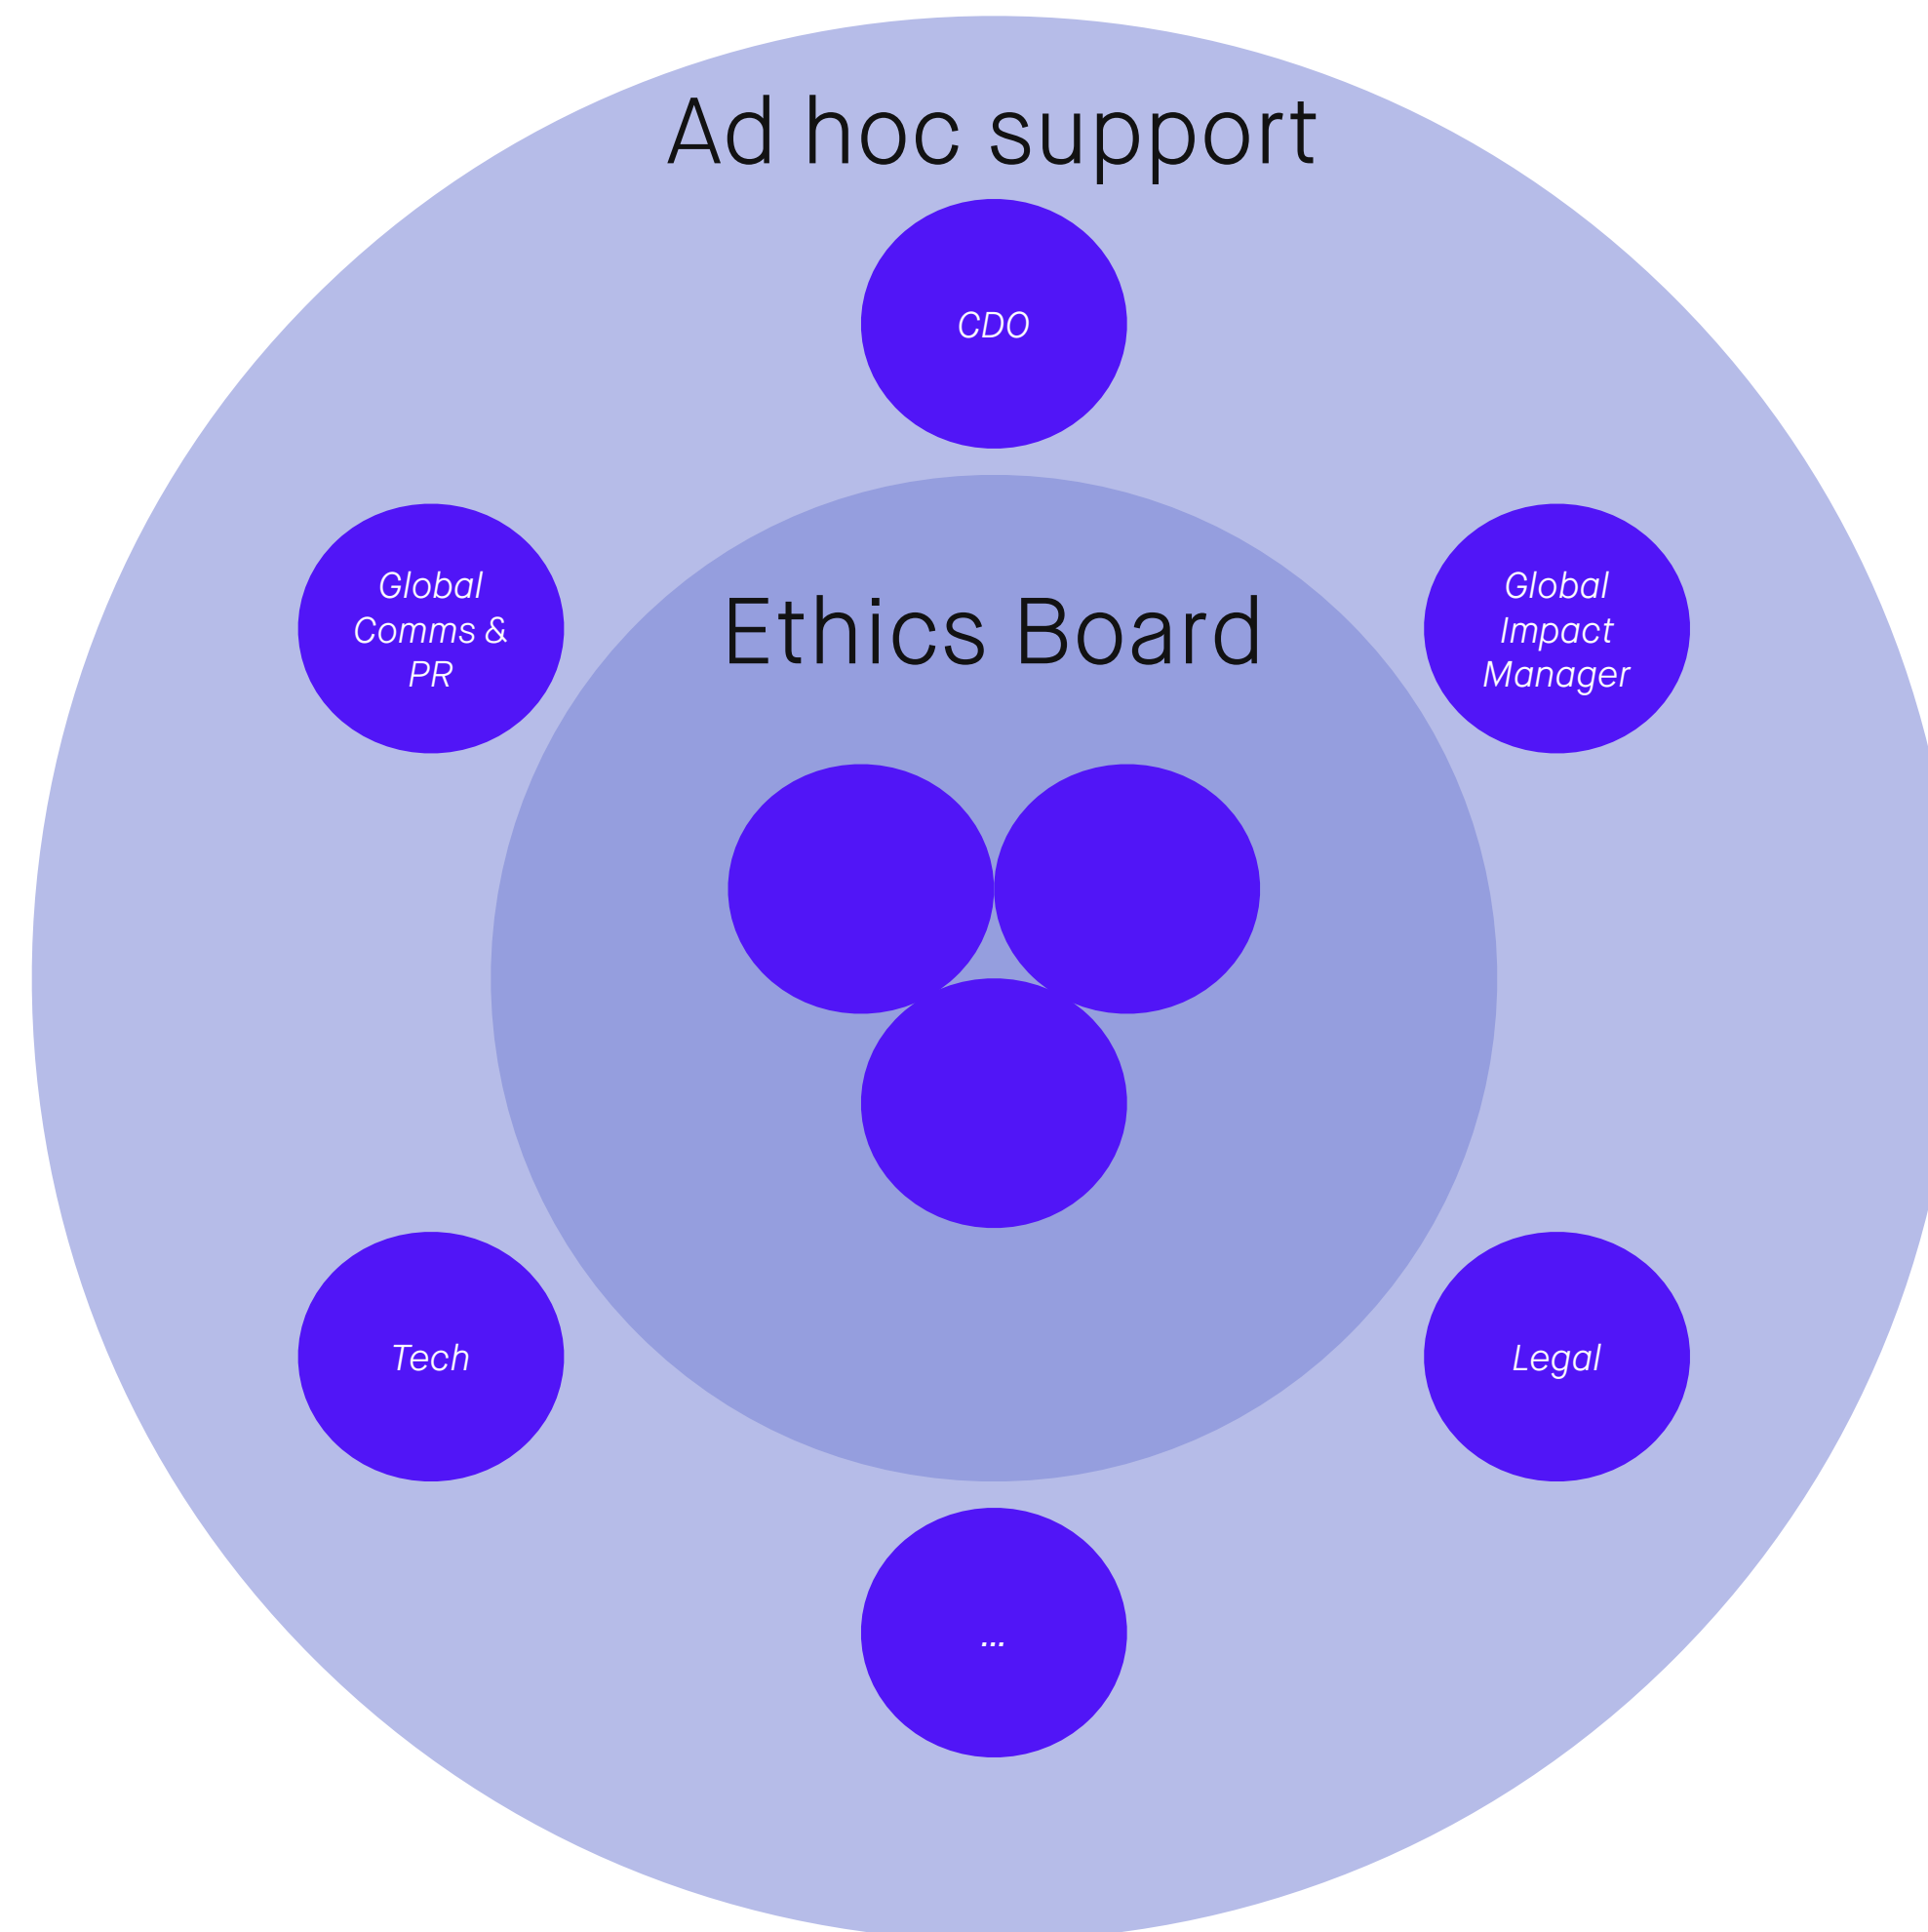 Ad hoc support
CDO
Global
Comms &
PR
Global
Impact
Manager
Ethics Board
Tech
Legal
...